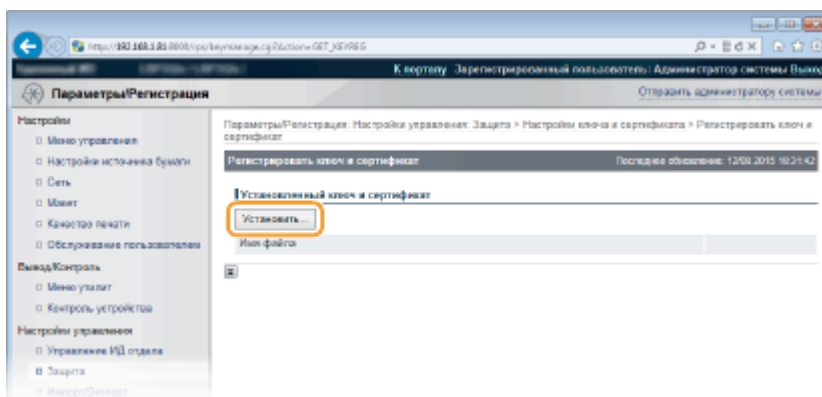 К порталу Зарегистрированный пользователь: Администратор системы Выход
Параметры/Регистрация
Отправить администратору системы
Настройки
Меню управления
Настройки источника бумаги
Сеть
Макет
Качество печати
Обслуживание пользователем
Вывод/Контроль
Меню утилит
Контроль устройства
Настройки управления
Управление ИД отдела
Защита
Импорт/Экспорт
Параметры/Регистрация: Настройки управления: Защита > Настройки ключа и сертификата > Регистрировать ключ и
сертификат
Регистрировать ключ и сертификат
Последнее обновление: 12/08 2015 10:31:42
Установленный ключ и сертификат
Установить...
Имя файла